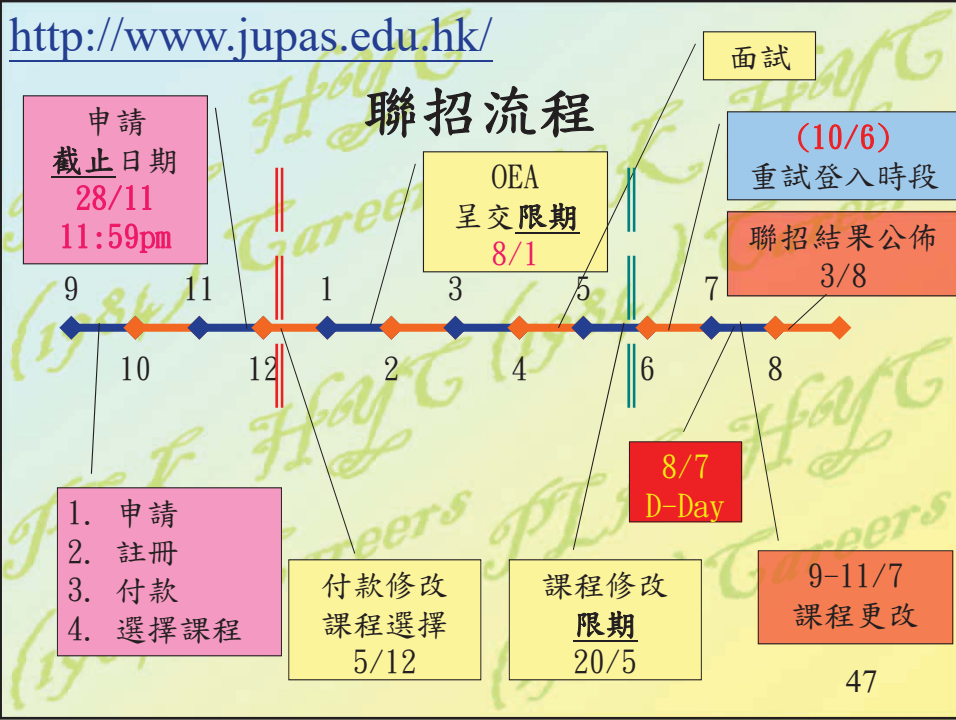 http://www.jupas.edu.hk/
聯招流程
面試
申請
截止日期
28/11
11:59pm
OEA
呈交限期
8/1
(10/6)
重試登入時段
聯招結果公佈
3/8
9 11 1 3 5 7
10 12 2 4 6 8
8/7
D-Day
1. 申請
2. 註冊
3. 付款
4. 選擇課程
付款修改
課程選擇
5/12
課程修改
限期
20/5
9-11/7
課程更改
47